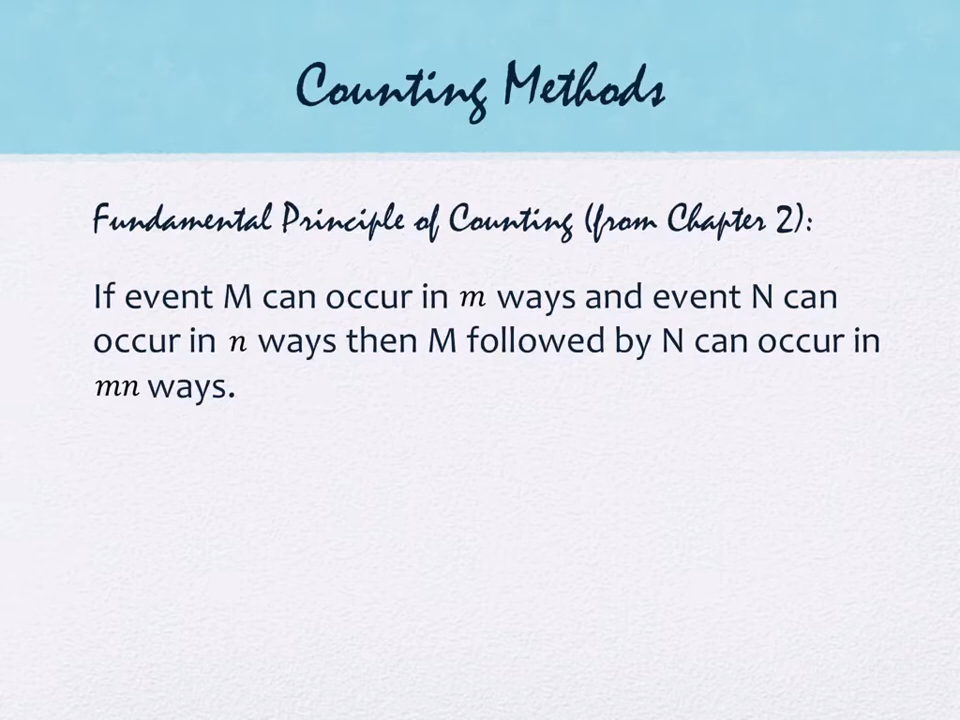 Counting Methods
Fundamental Principle of Counting (from Chapter 2):
If event M can occur in m ways and event N can
occur in n ways then M followed by N can occur in
mn ways.